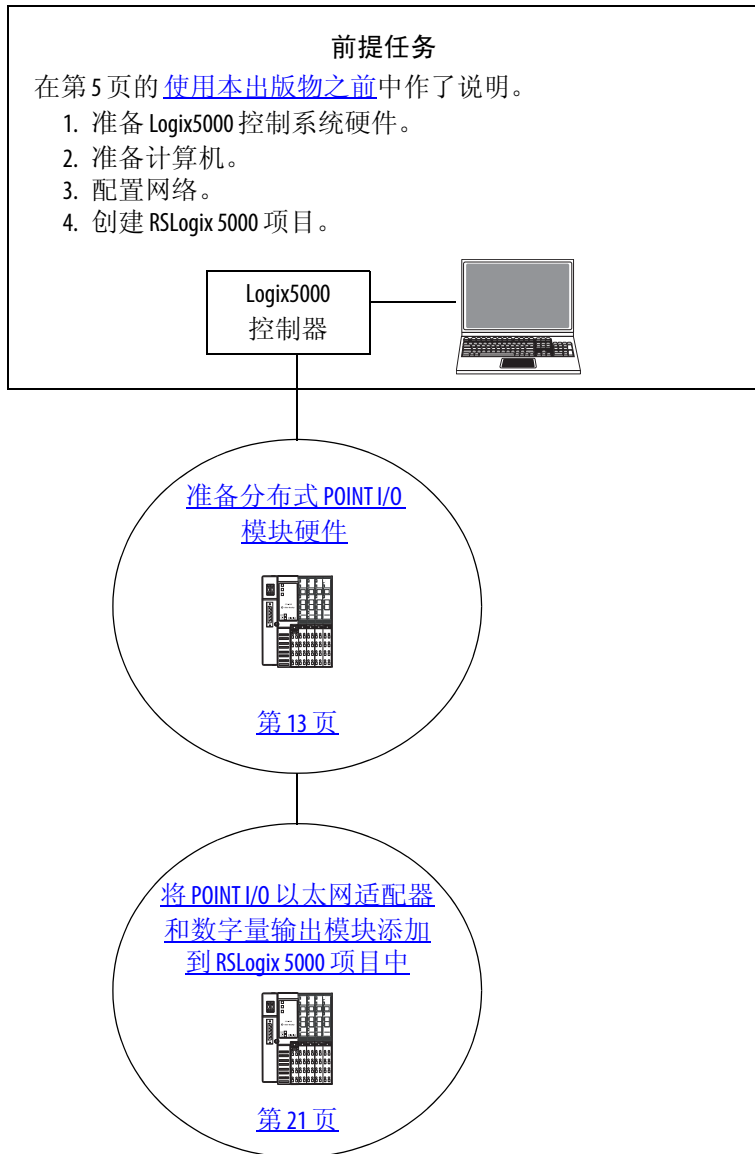 前提任务
在第 5 页的 使用本出版物之前中作了说明。
1. 准备 Logix5000 控制系统硬件。
2. 准备计算机。
3. 配置网络。
4. 创建 RSLogix 5000 项目。
Logix5000
控制器
准备分布式 POINT I/O
模块硬件
第 13 页
将 POINT I/O 以太网适配器
和数字量输出模块添加
到 RSLogix 5000 项目中
第 21 页